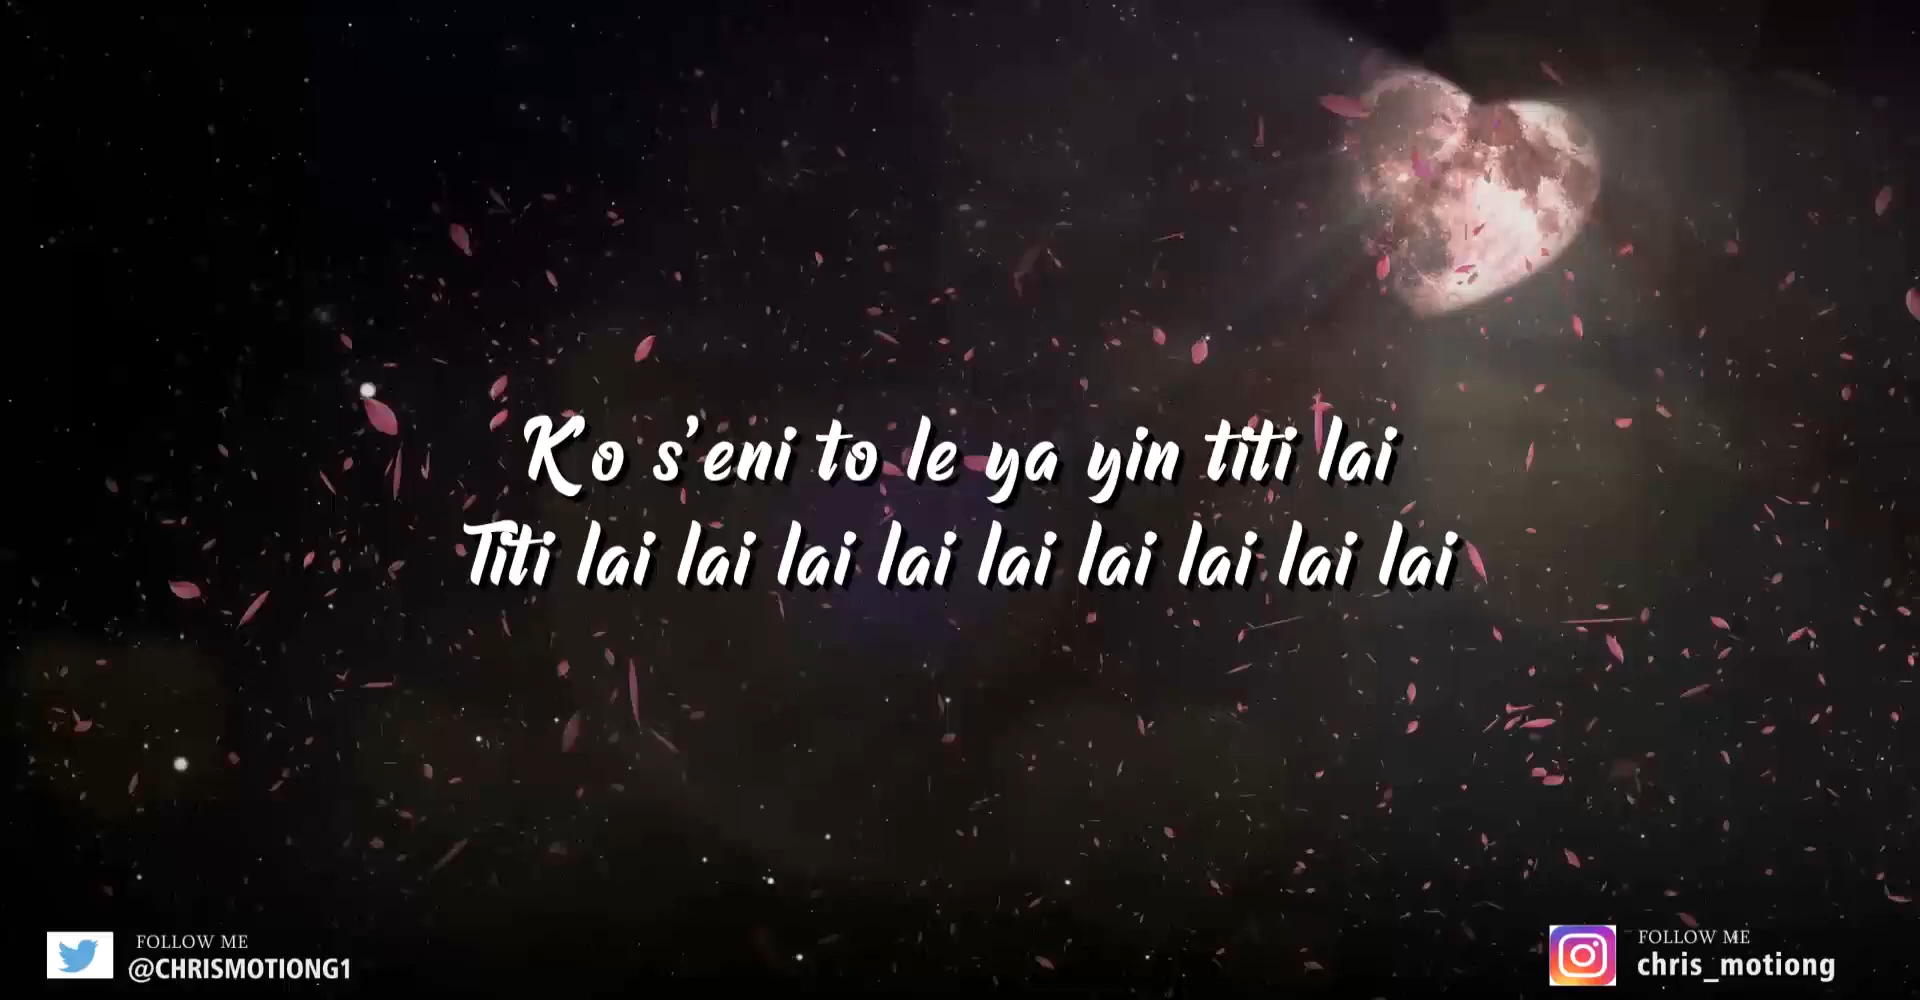 Ko s'eni to le ya yin titi lai
Titi lai lai lai lai lai lai lai lai lai
FOLLOW ME
@CHRISMOTIONG1
FOLLOW ME
chris_motiong